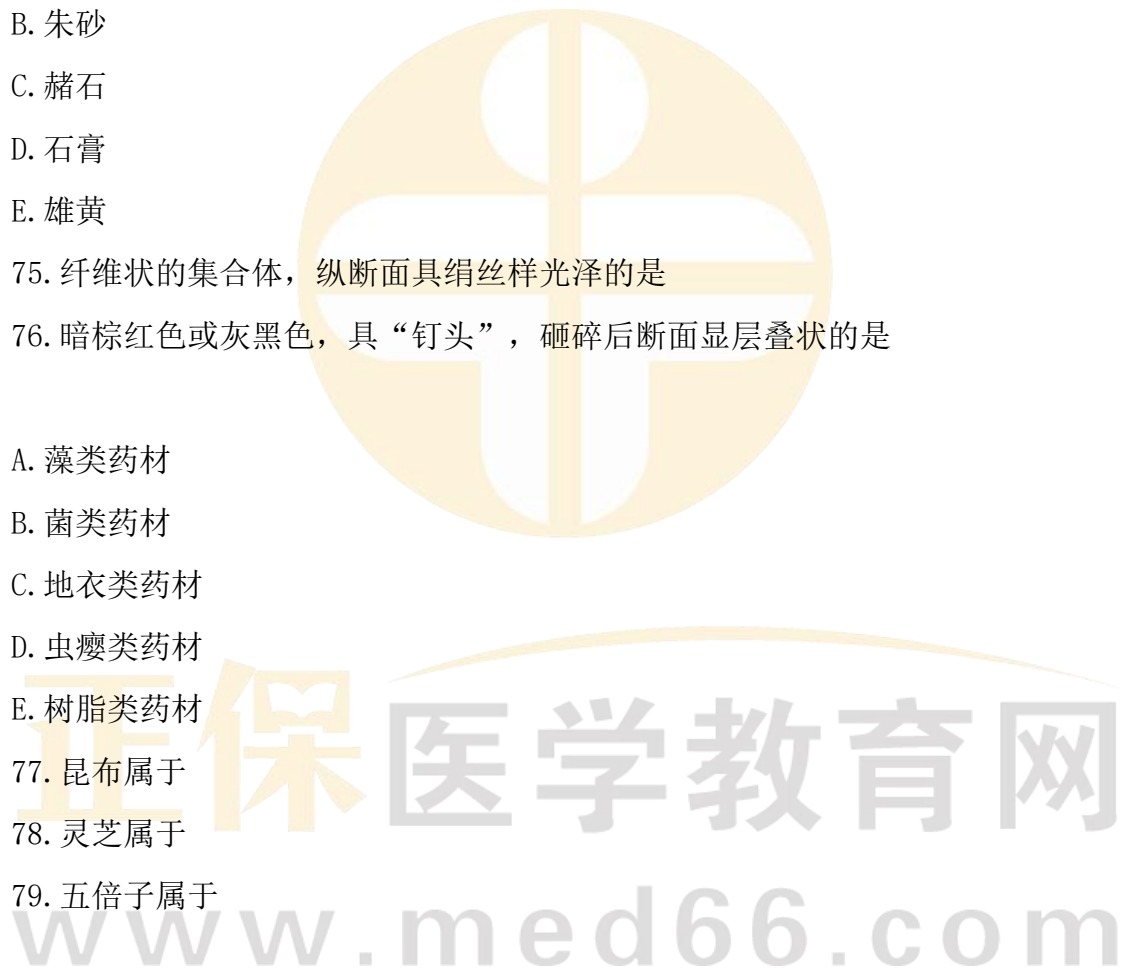 B.朱砂
C.赭石
D.石膏
E.雄黄
75.纤维状的集合体，纵断面具绢丝样光泽的是
76.暗棕红色或灰黑色，具“钉头”，砸碎后断面显层叠状的是
A.藻类药材
B.菌类药材
C.地衣类药材
D.虫瘿类药材
E.树脂类药材
77.昆布属于
78.灵芝属于
79.五倍子属于
正保医学教育网
www.med66.com